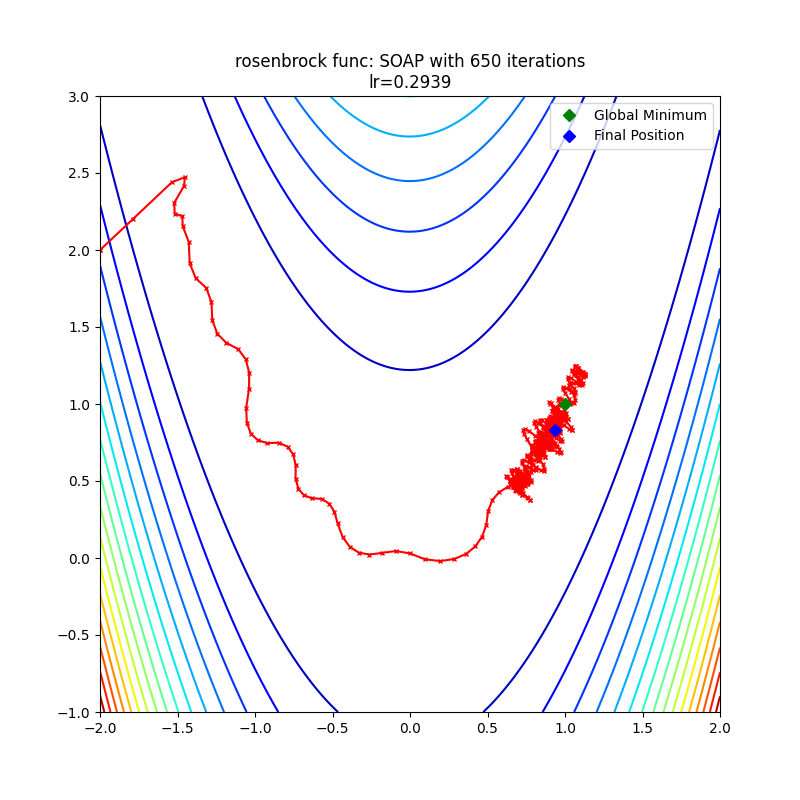 rosenbrock func: SOAP with 650 iterations
lr=0.2939
Global Minimum
Final Position
3.0
2.5
2.0
1.5
1.0
0.5
0.0
−0.5
−1.0
−2.0 −1.5 −1.0 −0.5 0.0 0.5 1.0 1.5 2.0